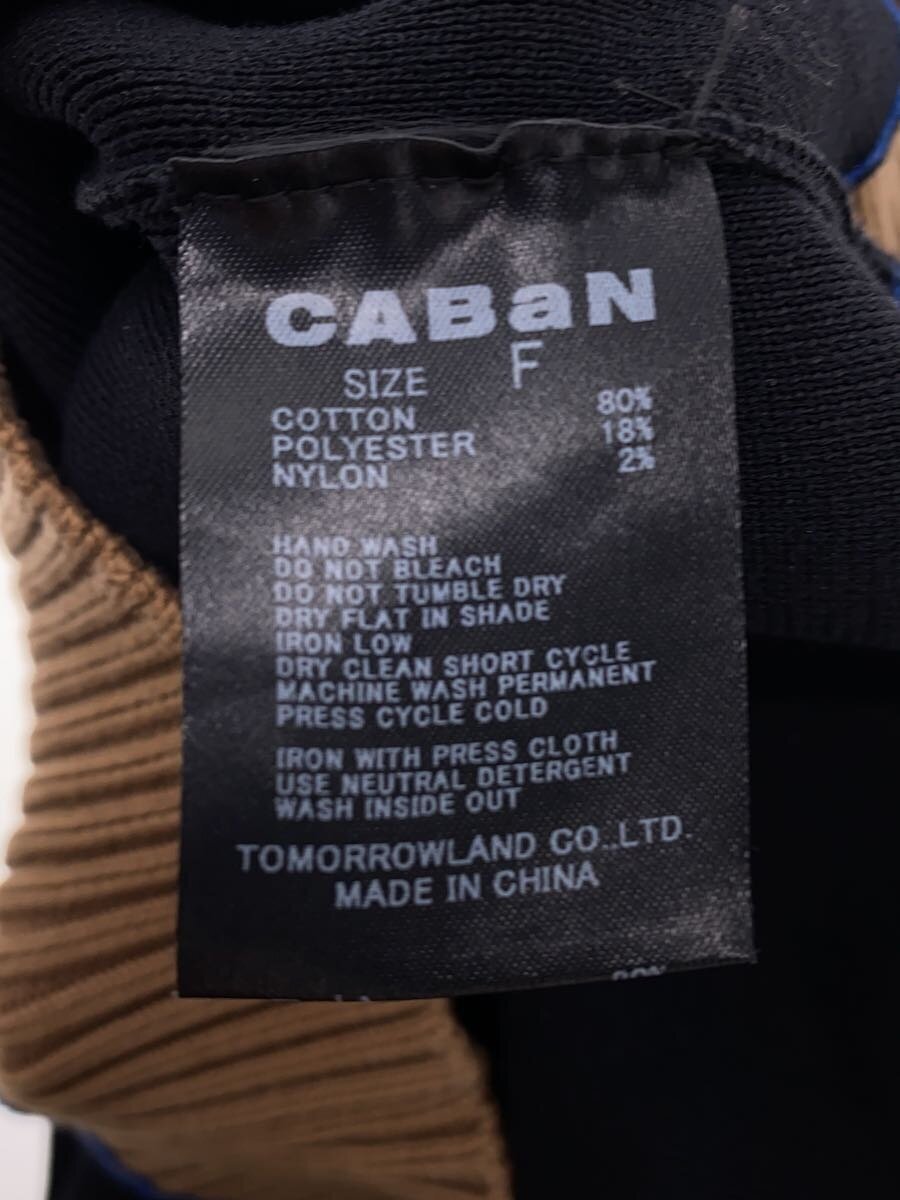 CABaN
SIZE F
COTTON 80%
POLYESTER 18%
NYLON 2%
HAND WASH
DO NOT BLEACH
DO NOT TUMBLE DRY
DRY FLAT IN SHADE
IRON LOW
DRY CLEAN SHORT CYCLE
MACHINE WASH PERMANENT
PRESS CYCLE COLD
IRON WITH PRESS CLOTH
USE NEUTRAL DETERGENT
WASH INSIDE OUT
TOMORROWLAND CO.,LTD.
MADE IN CHINA